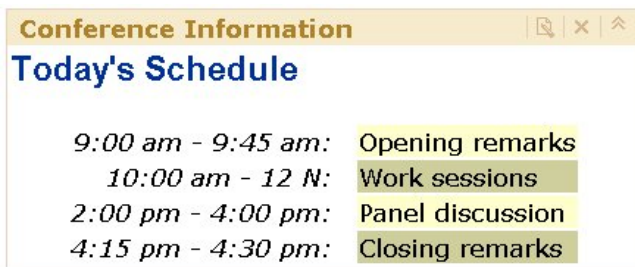 Conference Information
Today's Schedule
9:00 am - 9:45 am: Opening remarks
10:00 am - 12 N: Work sessions
2:00 pm - 4:00 pm: Panel discussion
4:15 pm - 4:30 pm: Closing remarks